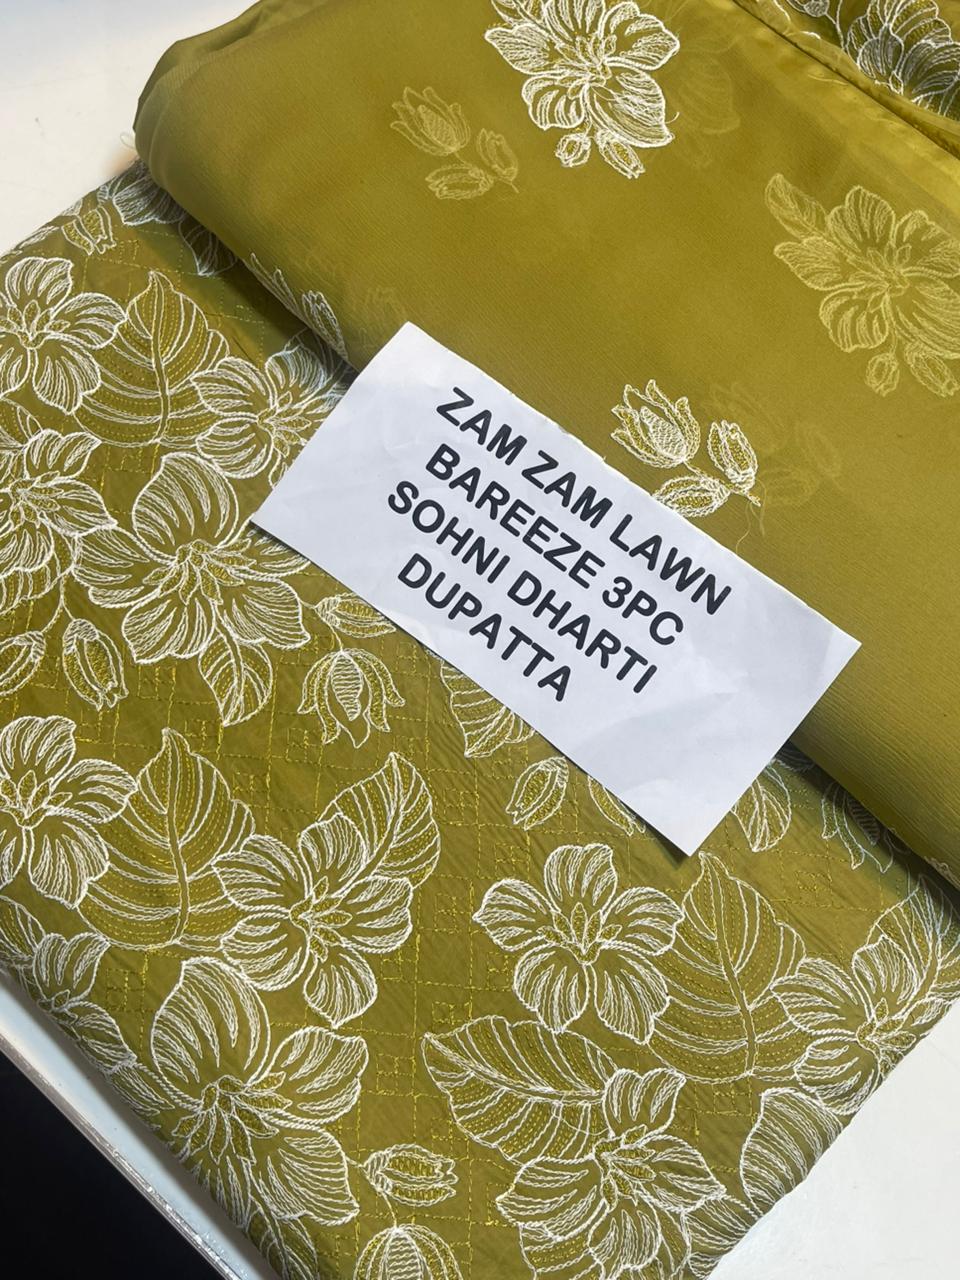 ZAM ZAM LAWN
BAREEZE 3PC
SOHNI DHARTI
DUPATTA